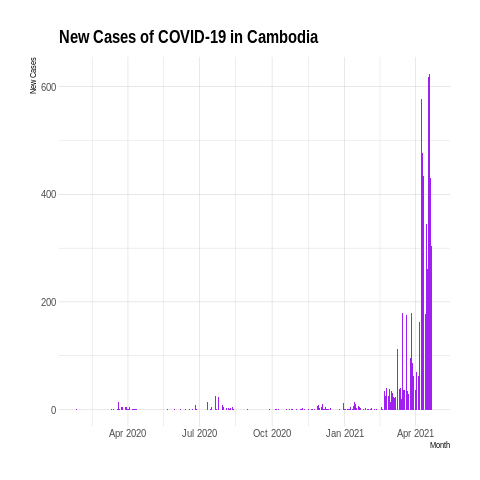 New Cases of COVID-19 in Cambodia
New Cases
600
400
200
0
Apr 2020 Jul 2020 Oct 2020 Jan 2021 Apr 2021
Month